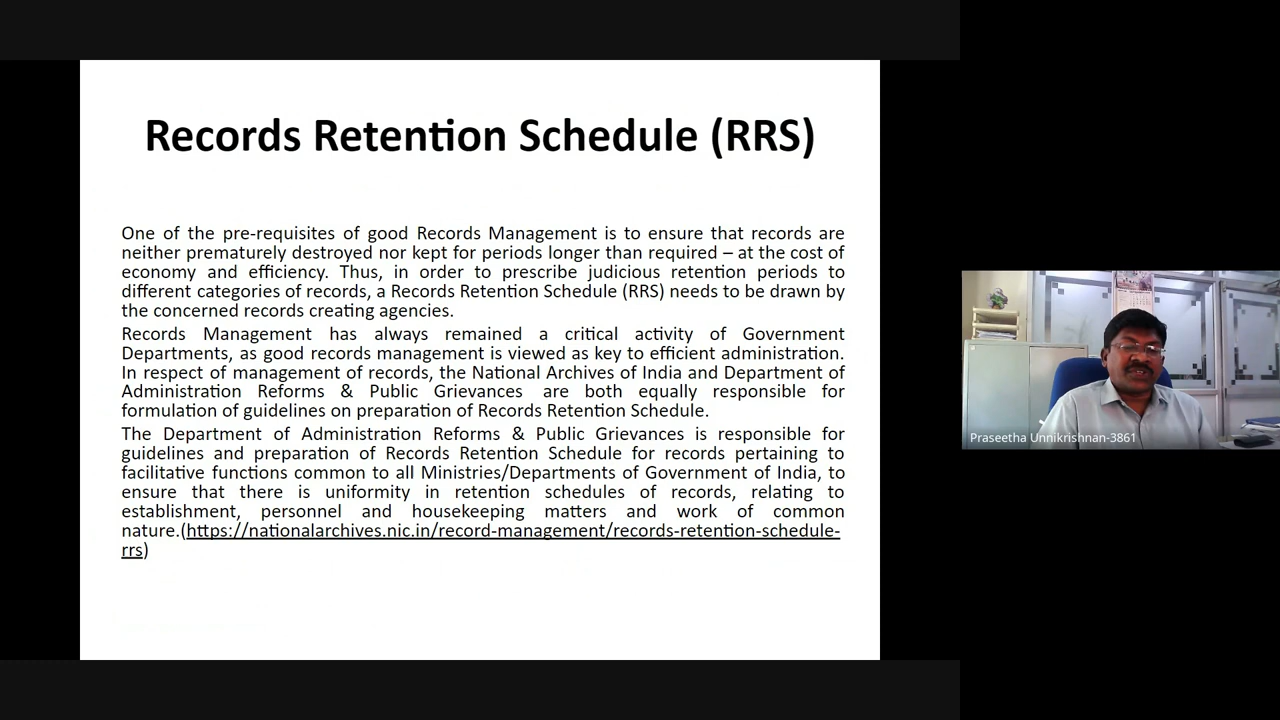 Records Retention Schedule (RRS)
One of the pre-requisites of good Records Management is to ensure that records are
neither prematurely destroyed nor kept for periods longer than required – at the cost of
economy and efficiency. Thus, in order to prescribe judicious retention periods to
different categories of records, a Records Retention Schedule (RRS) needs to be drawn by
the concerned records creating agencies.
Records Management has always remained a critical activity of Government
Departments, as good records management is viewed as key to efficient administration.
In respect of management of records, the National Archives of India and Department of
Administration Reforms & Public Grievances are both equally responsible for
formulation of guidelines on preparation of Records Retention Schedule.
The Department of Administration Reforms & Public Grievances is responsible for
guidelines and preparation of Records Retention Schedule for records pertaining to
facilitative functions common to all Ministries/Departments of Government of India, to
ensure that there is uniformity in retention schedules of records, relating to
establishment, personnel and housekeeping matters and work of common
nature.(https://nationalarchives.nic.in/record-management/records-retention-schedule-
rrs)
Praseetha Unnikrishnan-3861